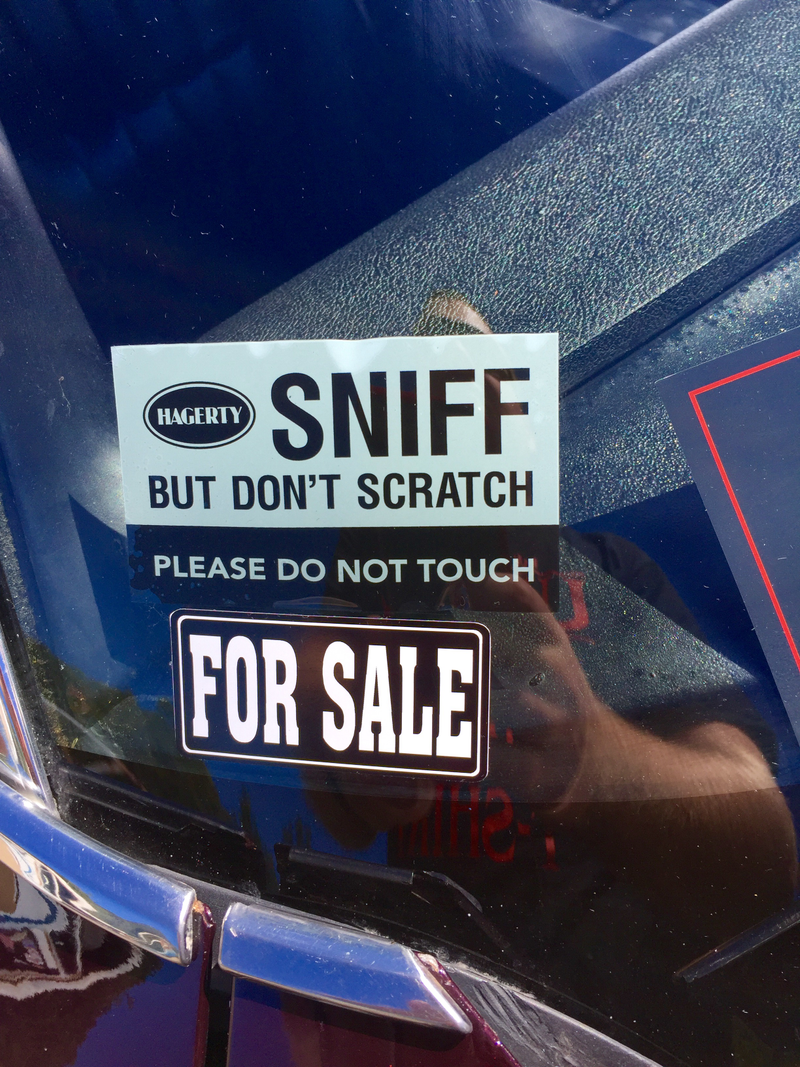 HAGERTY
SNIFF
BUT DON'T SCRATCH
PLEASE DO NOT TOUCH
FOR SALE